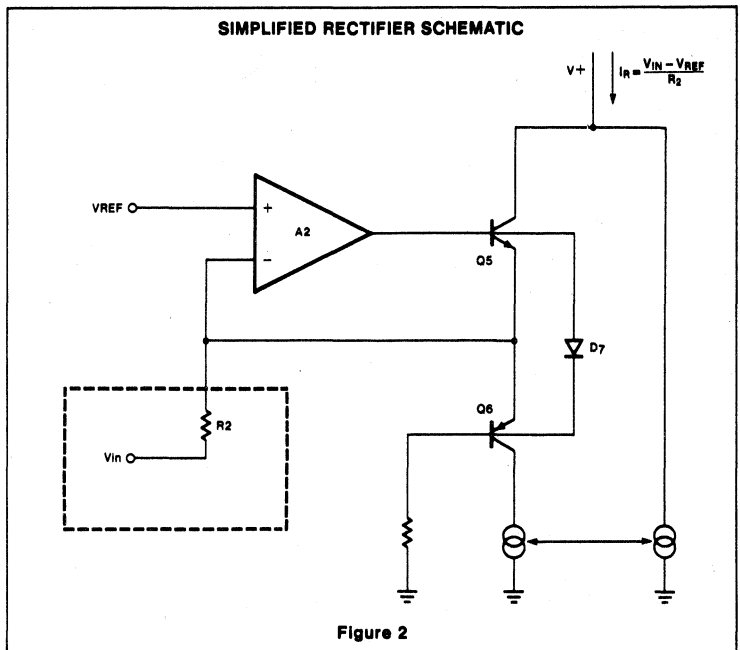 SIMPLIFIED RECTIFIER SCHEMATIC
V+
IR = VIN − VREF
R2
VREF
+
A2
−
Q5
D7
R2
Q6
Vin
Figure 2